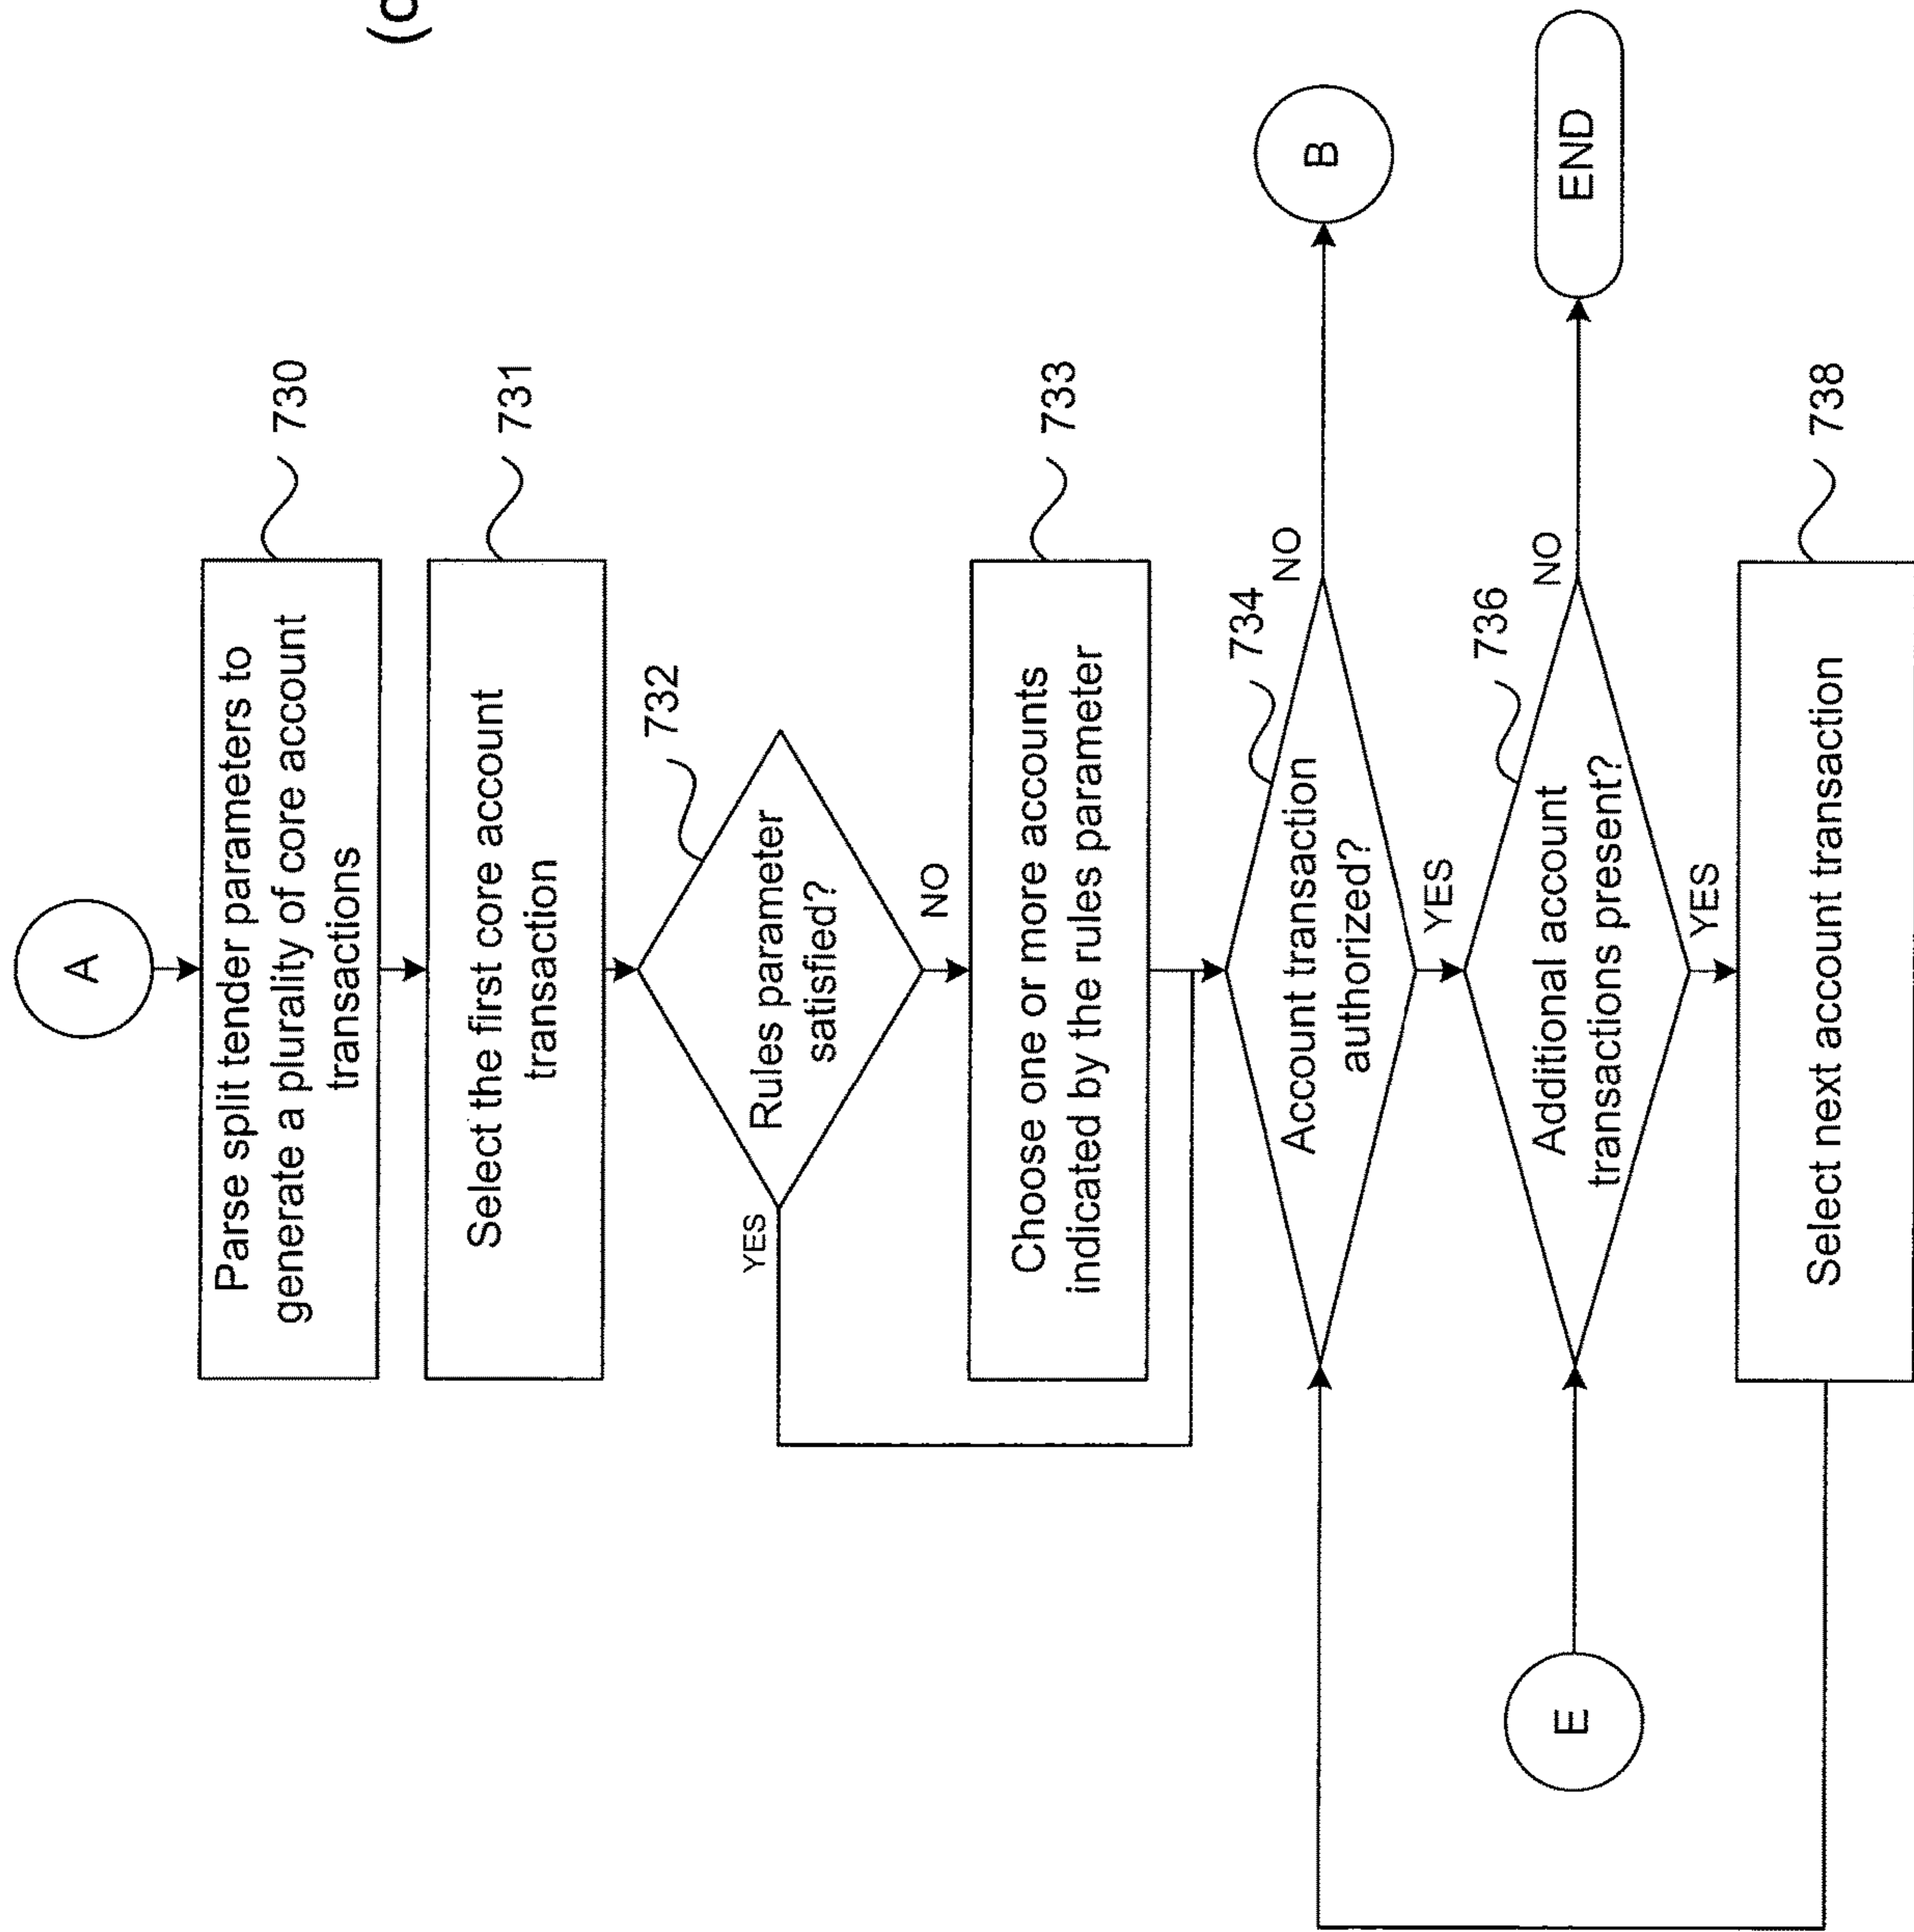 A
Parse split tender parameters to
generate a plurality of core account
transactions
730
Select the first core account
transaction
731
732
Rules parameter
satisfied?
YES
NO
Choose one or more accounts
indicated by the rules parameter
733
734
Account transaction
authorized?
NO
B
YES
736
Additional account
transactions present?
NO
END
E
YES
Select next account transaction
738